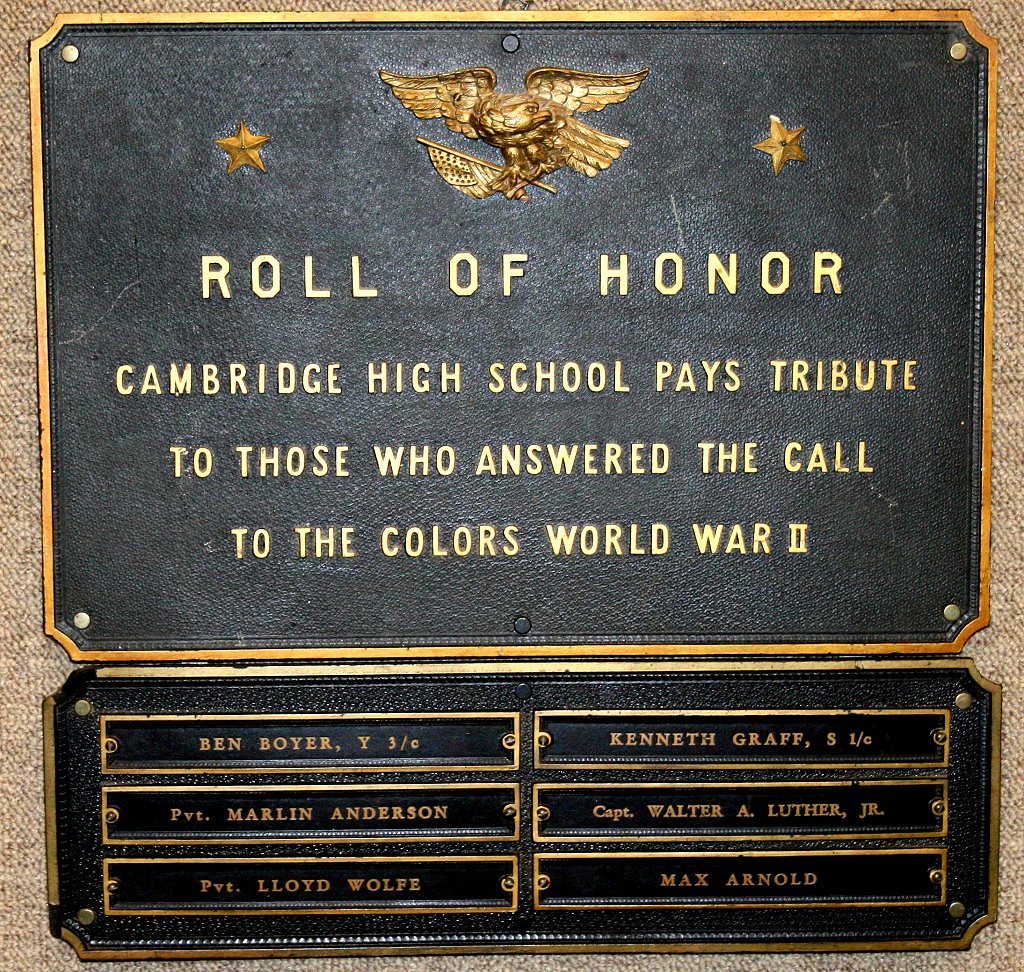 ROLL OF HONOR
CAMBRIDGE HIGH SCHOOL PAYS TRIBUTE
TO THOSE WHO ANSWERED THE CALL
TO THE COLORS WORLD WAR II
BEN BOYER, Y 3/c
KENNETH GRAFF, S 1/c
Pvt. MARLIN ANDERSON
Capt. WALTER A. LUTHER, JR.
Pvt. LLOYD WOLFE
MAX ARNOLD